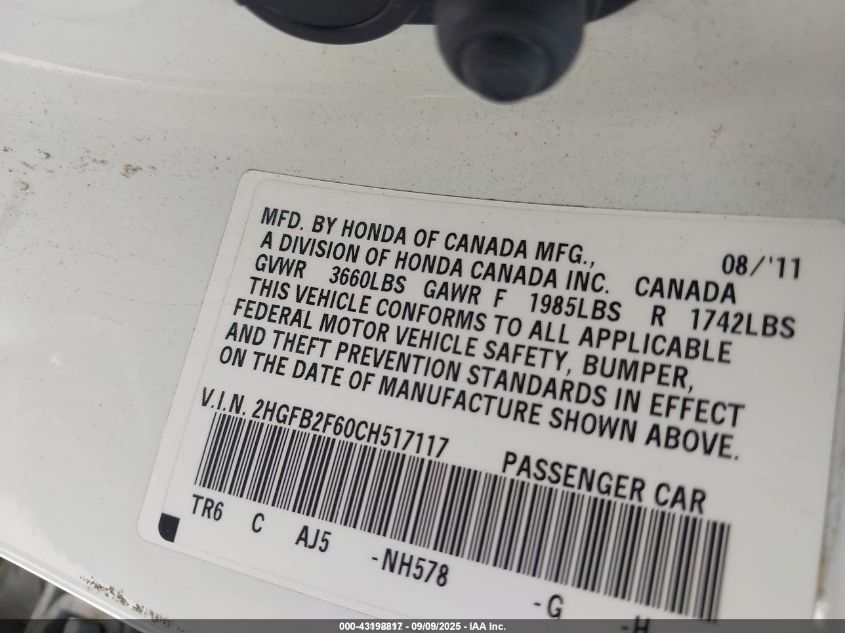 MFD. BY HONDA OF CANADA MFG.,
A DIVISION OF HONDA CANADA INC. CANADA 08/'11
GVWR 3660LBS GAWR F 1985LBS R 1742LBS
THIS VEHICLE CONFORMS TO ALL APPLICABLE
FEDERAL MOTOR VEHICLE SAFETY, BUMPER,
AND THEFT PREVENTION STANDARDS IN EFFECT
ON THE DATE OF MANUFACTURE SHOWN ABOVE.
V.I.N. 2HGFB2F60CH517117 PASSENGER CAR
TR6 C AJ5 -NH578 -G -H
000-43198817 - 09/09/2025 - IAA Inc.